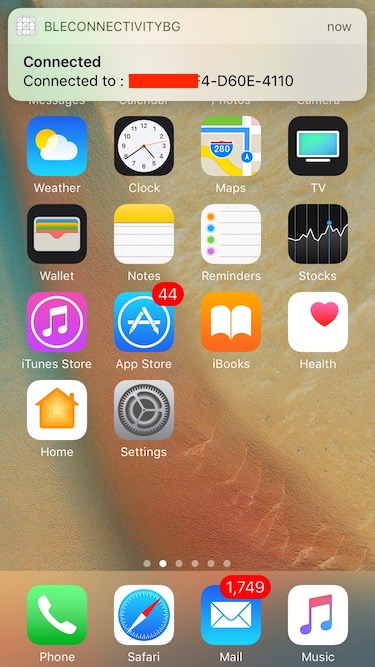 BLECONNECTIVITYBG
now
Connected
Connected to : F4-D60E-4110
Messages
Calendar
Photos
Camera
Weather
Clock
280
Maps
TV
Wallet
Notes
Reminders
Stocks
44
iTunes Store
App Store
iBooks
Health
Home
Settings
1,749
Phone
Safari
Mail
Music